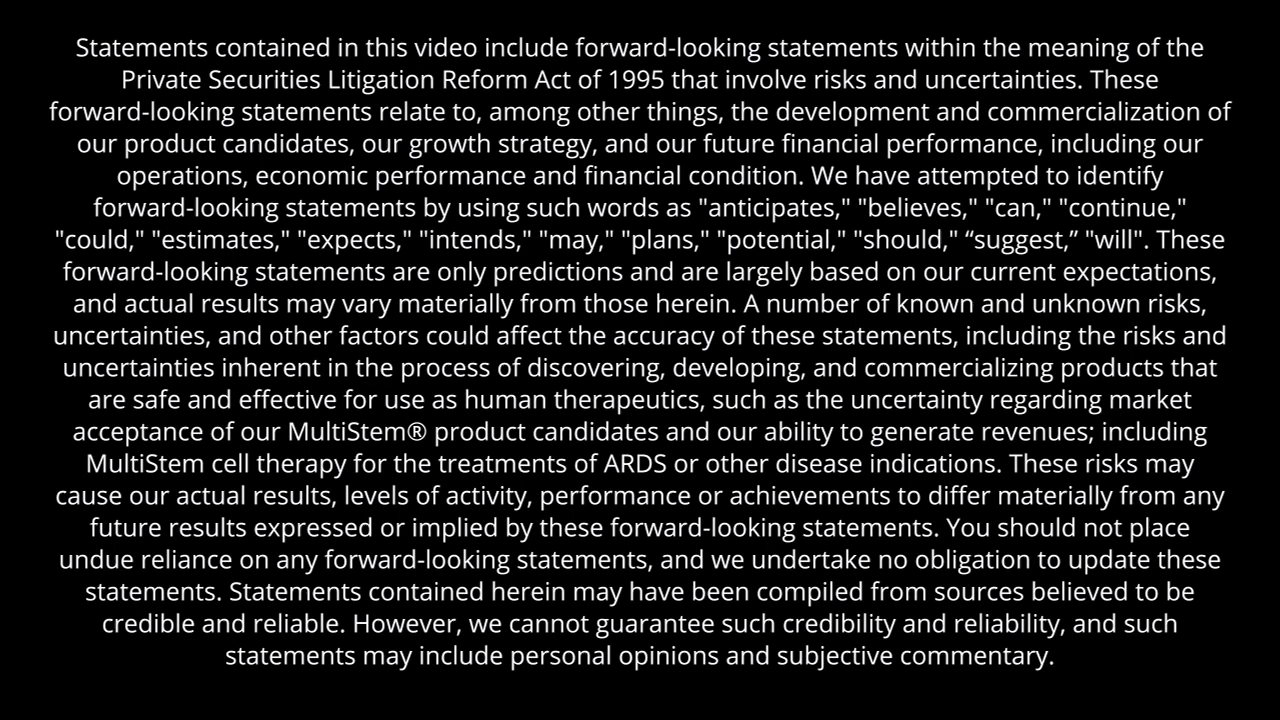 Statements contained in this video include forward-looking statements within the meaning of the
Private Securities Litigation Reform Act of 1995 that involve risks and uncertainties. These
forward-looking statements relate to, among other things, the development and commercialization of
our product candidates, our growth strategy, and our future financial performance, including our
operations, economic performance and financial condition. We have attempted to identify
forward-looking statements by using such words as "anticipates," "believes," "can," "continue,"
"could," "estimates," "expects," "intends," "may," "plans," "potential," "should," “suggest,” "will". These
forward-looking statements are only predictions and are largely based on our current expectations,
and actual results may vary materially from those herein. A number of known and unknown risks,
uncertainties, and other factors could affect the accuracy of these statements, including the risks and
uncertainties inherent in the process of discovering, developing, and commercializing products that
are safe and effective for use as human therapeutics, such as the uncertainty regarding market
acceptance of our MultiStem® product candidates and our ability to generate revenues; including
MultiStem cell therapy for the treatments of ARDS or other disease indications. These risks may
cause our actual results, levels of activity, performance or achievements to differ materially from any
future results expressed or implied by these forward-looking statements. You should not place
undue reliance on any forward-looking statements, and we undertake no obligation to update these
statements. Statements contained herein may have been compiled from sources believed to be
credible and reliable. However, we cannot guarantee such credibility and reliability, and such
statements may include personal opinions and subjective commentary.